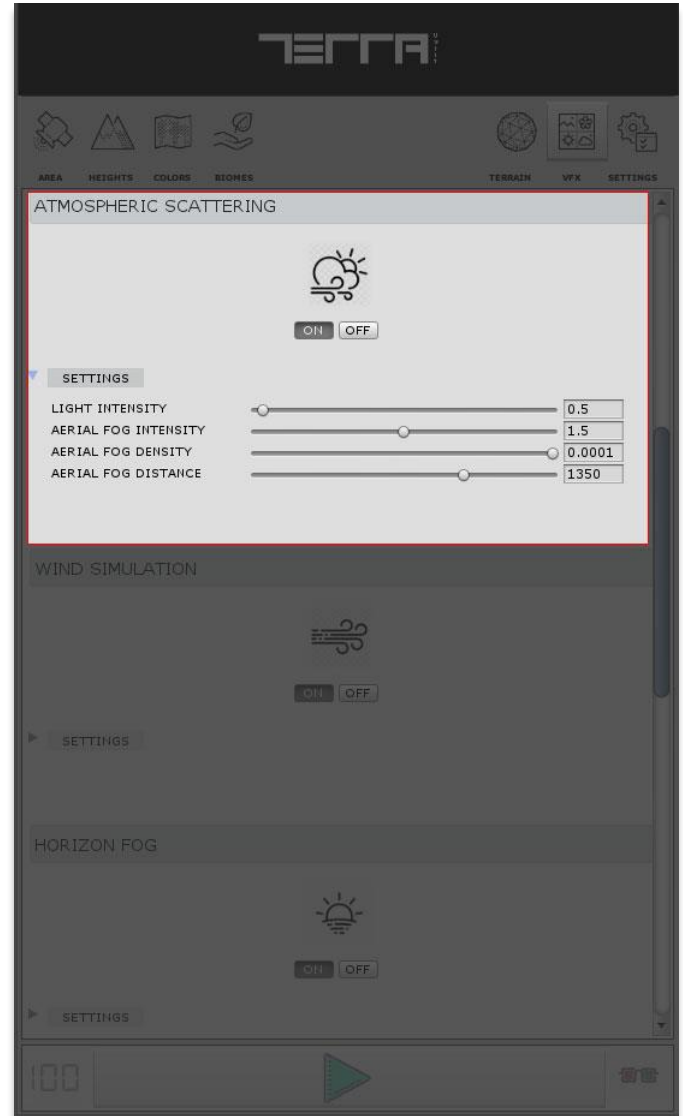 TERRA
AREA HEIGHTS COLORS BIOMES TERRAIN VFX SETTINGS
ATMOSPHERIC SCATTERING
ON OFF
SETTINGS
LIGHT INTENSITY 0.5
AERIAL FOG INTENSITY 1.5
AERIAL FOG DENSITY 0.0001
AERIAL FOG DISTANCE 1350
WIND SIMULATION
ON OFF
SETTINGS
HORIZON FOG
ON OFF
SETTINGS
100